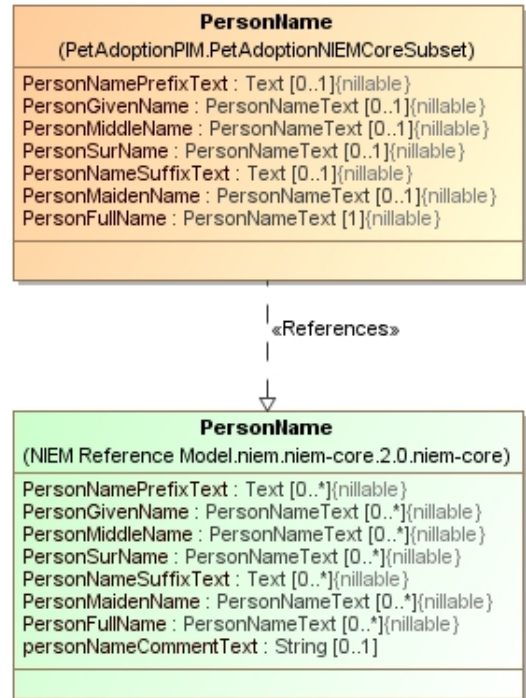 PersonName
(PetAdoptionPIM.PetAdoptionNIEMCoreSubset)
PersonNamePrefixText : Text [0..1]{nillable}
PersonGivenName : PersonNameText [0..1]{nillable}
PersonMiddleName : PersonNameText [0..1]{nillable}
PersonSurName : PersonNameText [0..1]{nillable}
PersonNameSuffixText : Text [0..1]{nillable}
PersonMaidenName : PersonNameText [0..1]{nillable}
PersonFullName : PersonNameText [1]{nillable}
«References»
PersonName
(NIEM Reference Model.niem.niem-core.2.0.niem-core)
PersonNamePrefixText : Text [0..*]{nillable}
PersonGivenName : PersonNameText [0..*]{nillable}
PersonMiddleName : PersonNameText [0..*]{nillable}
PersonSurName : PersonNameText [0..*]{nillable}
PersonNameSuffixText : Text [0..*]{nillable}
PersonMaidenName : PersonNameText [0..*]{nillable}
PersonFullName : PersonNameText [0..*]{nillable}
personNameCommentText : String [0..1]